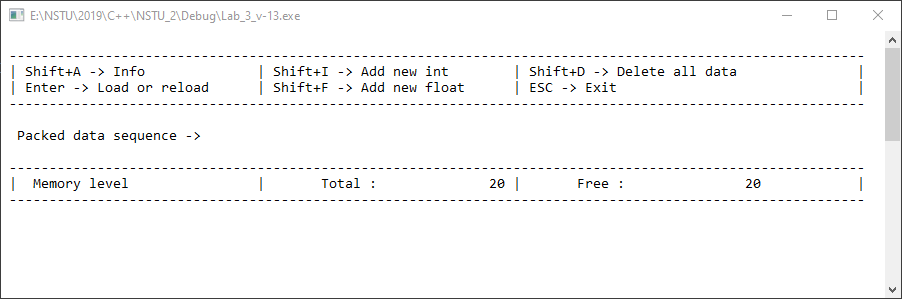 E:\NSTU\2019\C++\NSTU_2\Debug\Lab_3_v-13.exe
-----------------------------------------------------------------------------------------------------------
| Shift+A -> Info              | Shift+I -> Add new int        | Shift+D -> Delete all data               |
| Enter -> Load or reload      | Shift+F -> Add new float      | ESC -> Exit                              |
-----------------------------------------------------------------------------------------------------------
Packed data sequence ->
-----------------------------------------------------------------------------------------------------------
|  Memory level                |       Total :              20 |       Free :               20            |
-----------------------------------------------------------------------------------------------------------